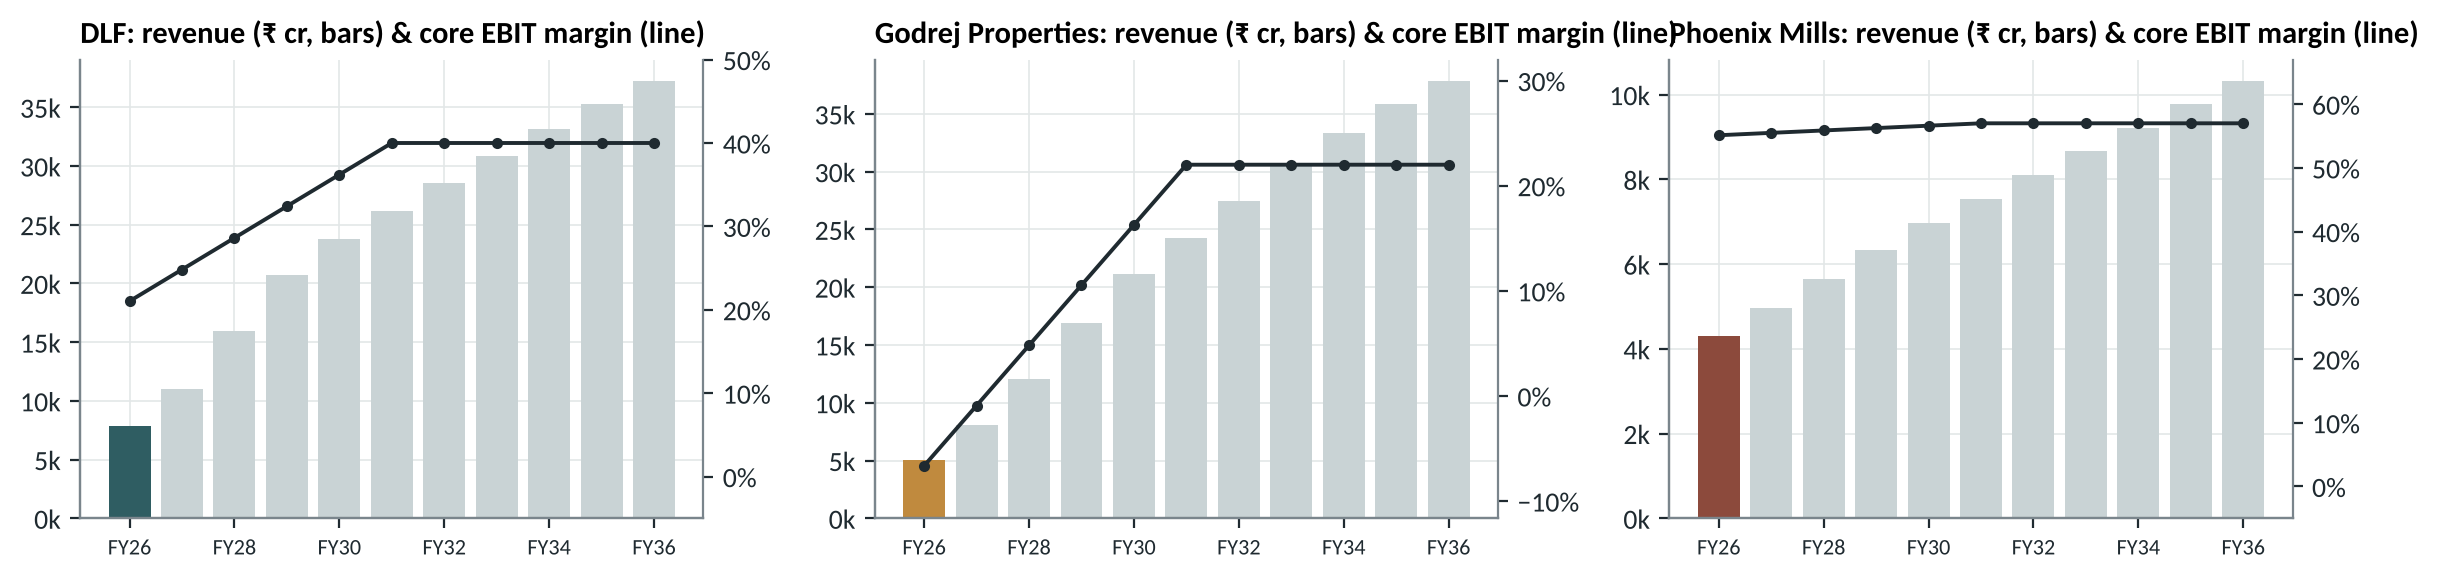 DLF: revenue (₹ cr, bars) & core EBIT margin (line)
35k
30k
25k
20k
15k
10k
5k
0k
50%
40%
30%
20%
10%
0%
FY26 FY28 FY30 FY32 FY34 FY36
Godrej Properties: revenue (₹ cr, bars) & core EBIT margin (line)
35k
30k
25k
20k
15k
10k
5k
0k
30%
20%
10%
0%
−10%
FY26 FY28 FY30 FY32 FY34 FY36
Phoenix Mills: revenue (₹ cr, bars) & core EBIT margin (line)
10k
8k
6k
4k
2k
0k
60%
50%
40%
30%
20%
10%
0%
FY26 FY28 FY30 FY32 FY34 FY36